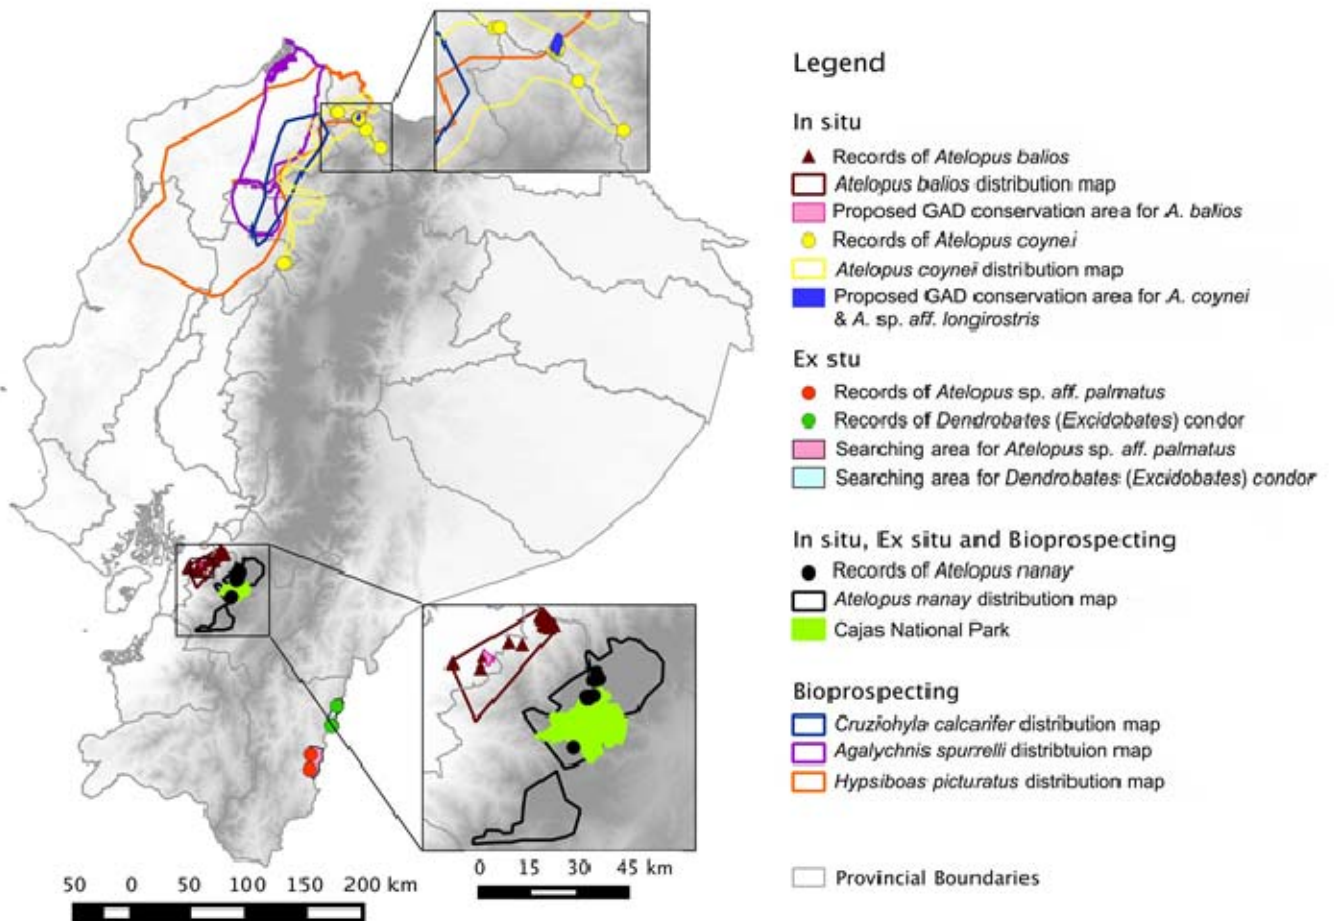 Legend
In situ
Records of Atelopus balios
Atelopus balios distribution map
Proposed GAD conservation area for A. balios
Records of Atelopus coynei
Atelopus coynei distribution map
Proposed GAD conservation area for A. coynei
& A. sp. aff. longirostris
Ex stu
Records of Atelopus sp. aff. palmatus
Records of Dendrobates (Excidobates) condor
Searching area for Atelopus sp. aff. palmatus
Searching area for Dendrobates (Excidobates) condor
In situ, Ex situ and Bioprospecting
Records of Atelopus nanay
Atelopus nanay distribution map
Cajas National Park
Bioprospecting
Cruziohyla calcarifer distribution map
Agalychnis spurrelli distribtuion map
Hypsiboas picturatus distribution map
Provincial Boundaries
0 15 30 45 km
50 0 50 100 150 200 km